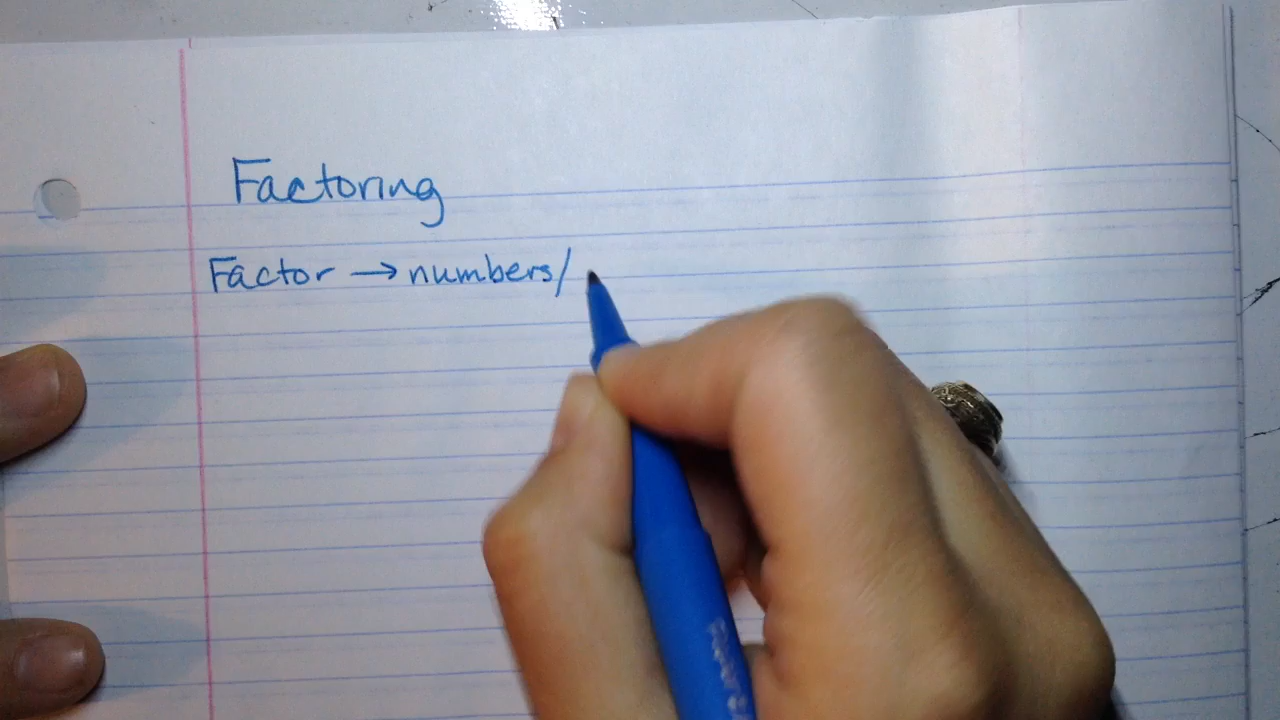 Factoring
Factor → numbers/